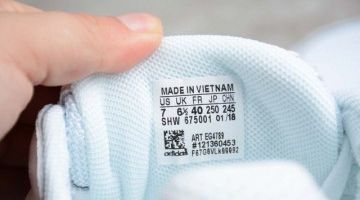 MADE IN VIETNAM
US UK FR JP CHN
7 6½ 40 250 245
SHW 675001 01/18
ART EG4789
#121360453
adidas